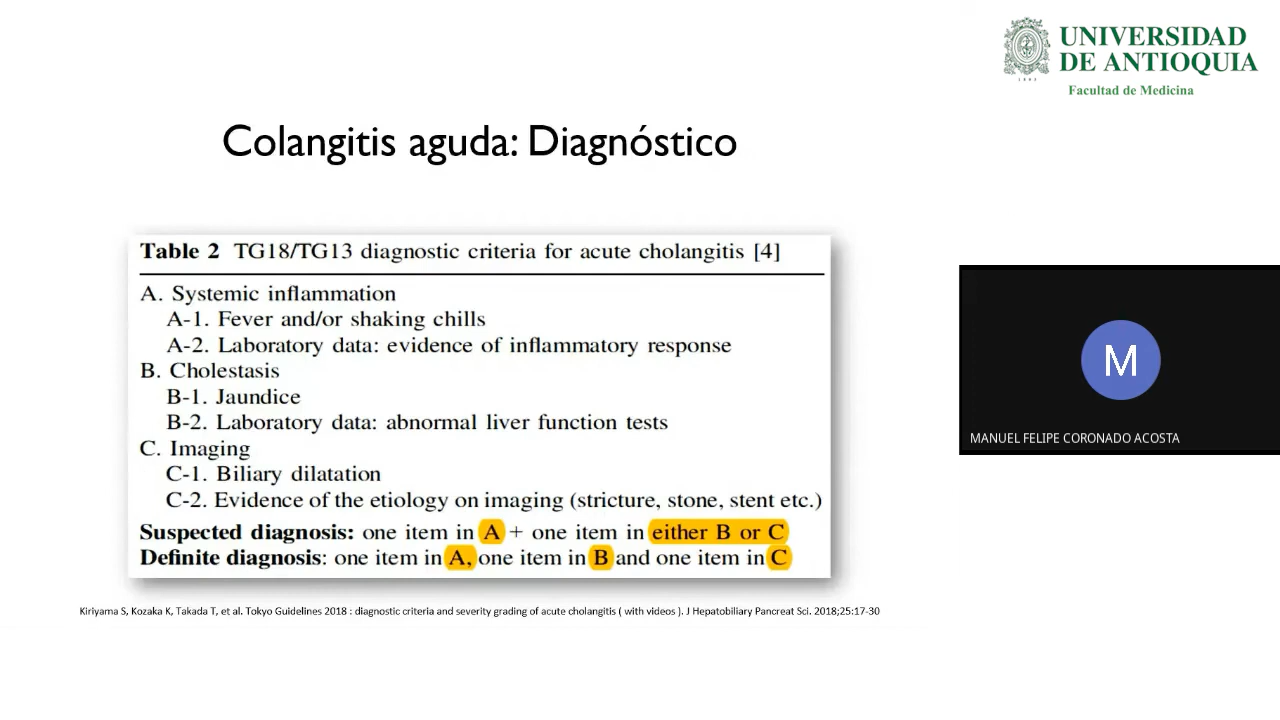 UNIVERSIDAD
DE ANTIOQUIA
1803
Facultad de Medicina
Colangitis aguda: Diagnóstico
Table 2 TG18/TG13 diagnostic criteria for acute cholangitis [4]
A. Systemic inflammation
A-1. Fever and/or shaking chills
A-2. Laboratory data: evidence of inflammatory response
B. Cholestasis
B-1. Jaundice
B-2. Laboratory data: abnormal liver function tests
C. Imaging
C-1. Biliary dilatation
C-2. Evidence of the etiology on imaging (stricture, stone, stent etc.)
Suspected diagnosis: one item in A + one item in either B or C
Definite diagnosis: one item in A, one item in B and one item in C
M
MANUEL FELIPE CORONADO ACOSTA
Kiriyama S, Kozaka K, Takada T, et al. Tokyo Guidelines 2018 : diagnostic criteria and severity grading of acute cholangitis ( with videos ). J Hepatobiliary Pancreat Sci. 2018;25:17-30